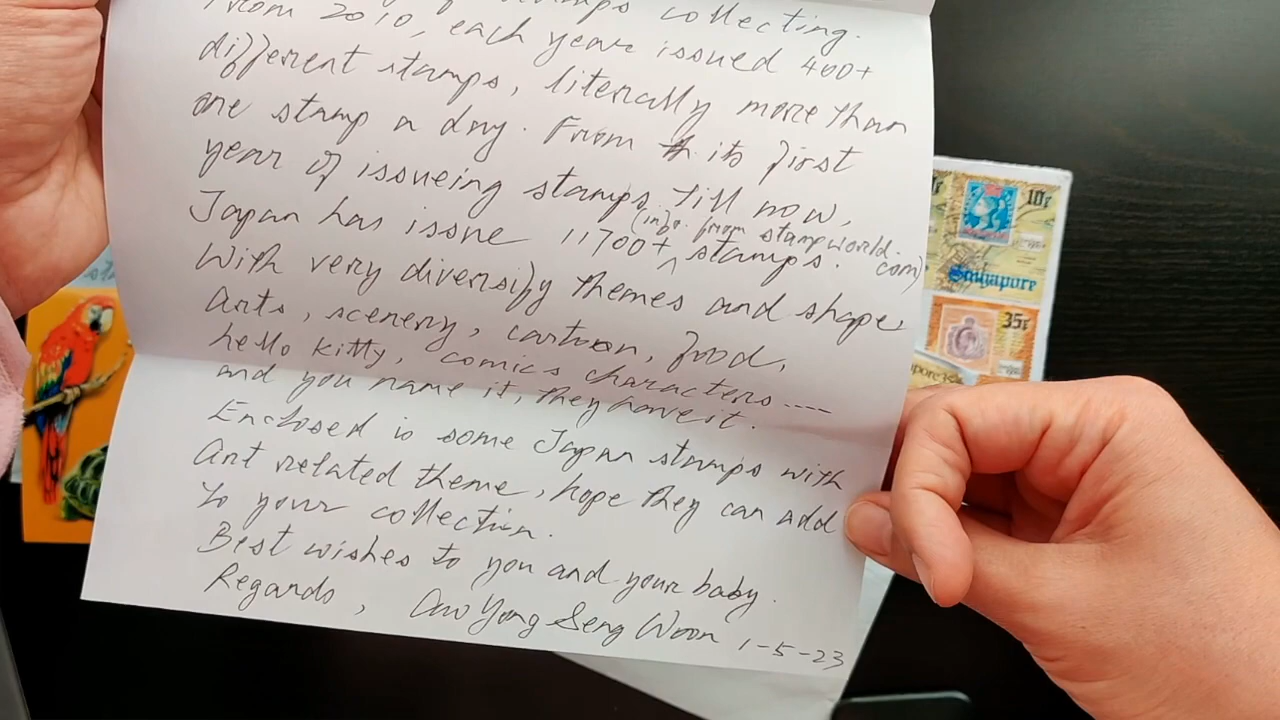 stamps collecting.
From 2010, each year issued 400+
different stamps, literally more than
one stamp a day. From its first
year of issueing stamps till now,
(info. from stampworld.
com)
Japan has issue 11700+ stamps.
With very diversify themes and shape,
Arts, scenery, cartoon, food,
hello kitty, comics characters----
and you name it, they have it.
Enclosed is some Japan stamps with
Art related theme, hope they can add
to your collection.
Best wishes to you and your baby.
Regards, Aw Yong Seng Woon 1-5-23
10¢
Singapore
35¢